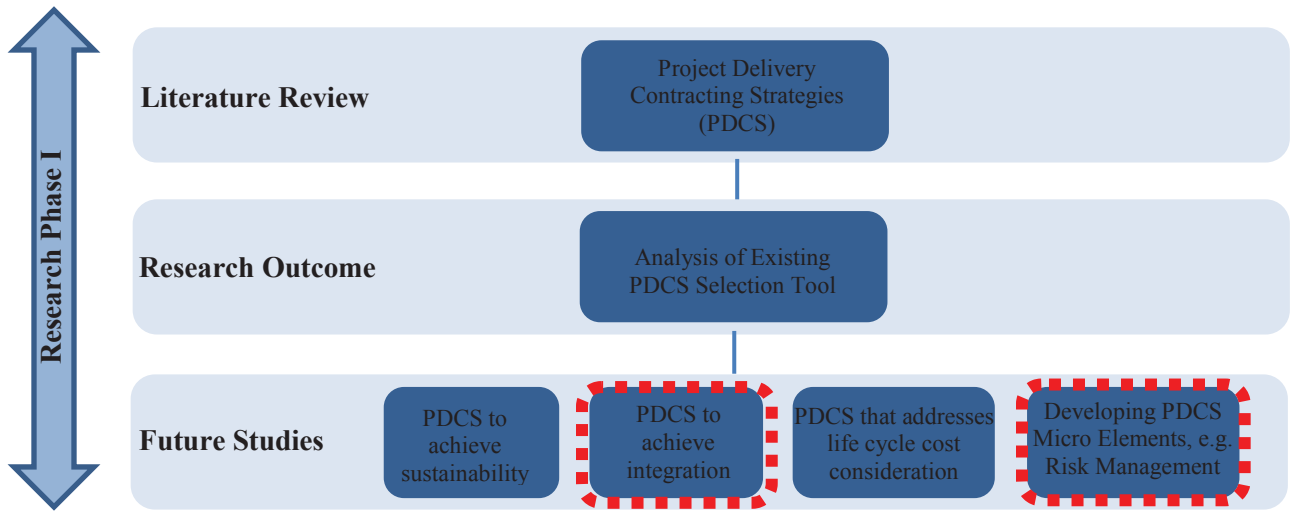 Research Phase I
Literature Review
Project Delivery
Contracting Strategies
(PDCS)
Research Outcome
Analysis of Existing
PDCS Selection Tool
Future Studies
PDCS to
achieve
sustainability
PDCS to
achieve
integration
PDCS that addresses
life cycle cost
consideration
Developing PDCS
Micro Elements, e.g.
Risk Management